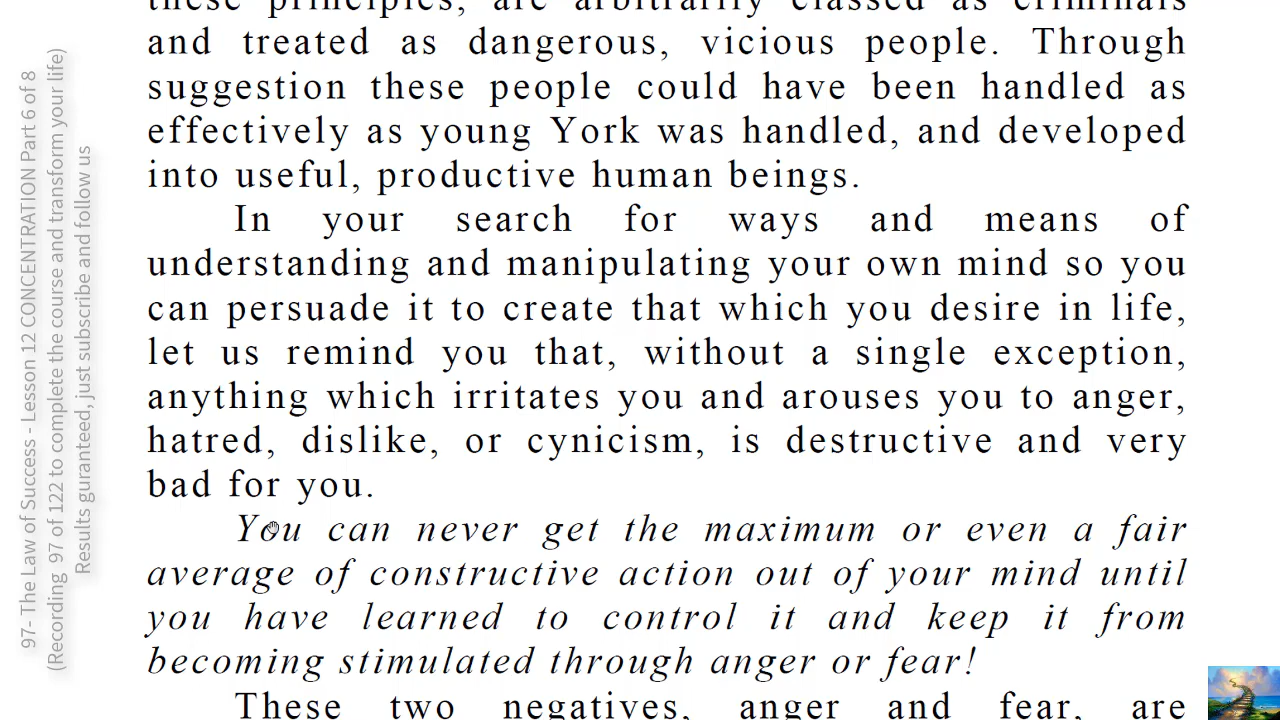 these principles, are arbitrarily classed as criminals
and treated as dangerous, vicious people. Through
suggestion these people could have been handled as
effectively as young York was handled, and developed
into useful, productive human beings.
In your search for ways and means of
understanding and manipulating your own mind so you
can persuade it to create that which you desire in life,
let us remind you that, without a single exception,
anything which irritates you and arouses you to anger,
hatred, dislike, or cynicism, is destructive and very
bad for you.
You can never get the maximum or even a fair
average of constructive action out of your mind until
you have learned to control it and keep it from
becoming stimulated through anger or fear!
These two negatives, anger and fear, are
97- The Law of Success - Lesson 12 CONCENTRATION Part 6 of 8
(Recording 97 of 122 to complete the course and transform your life)
Results guranteed, just subscribe and follow us